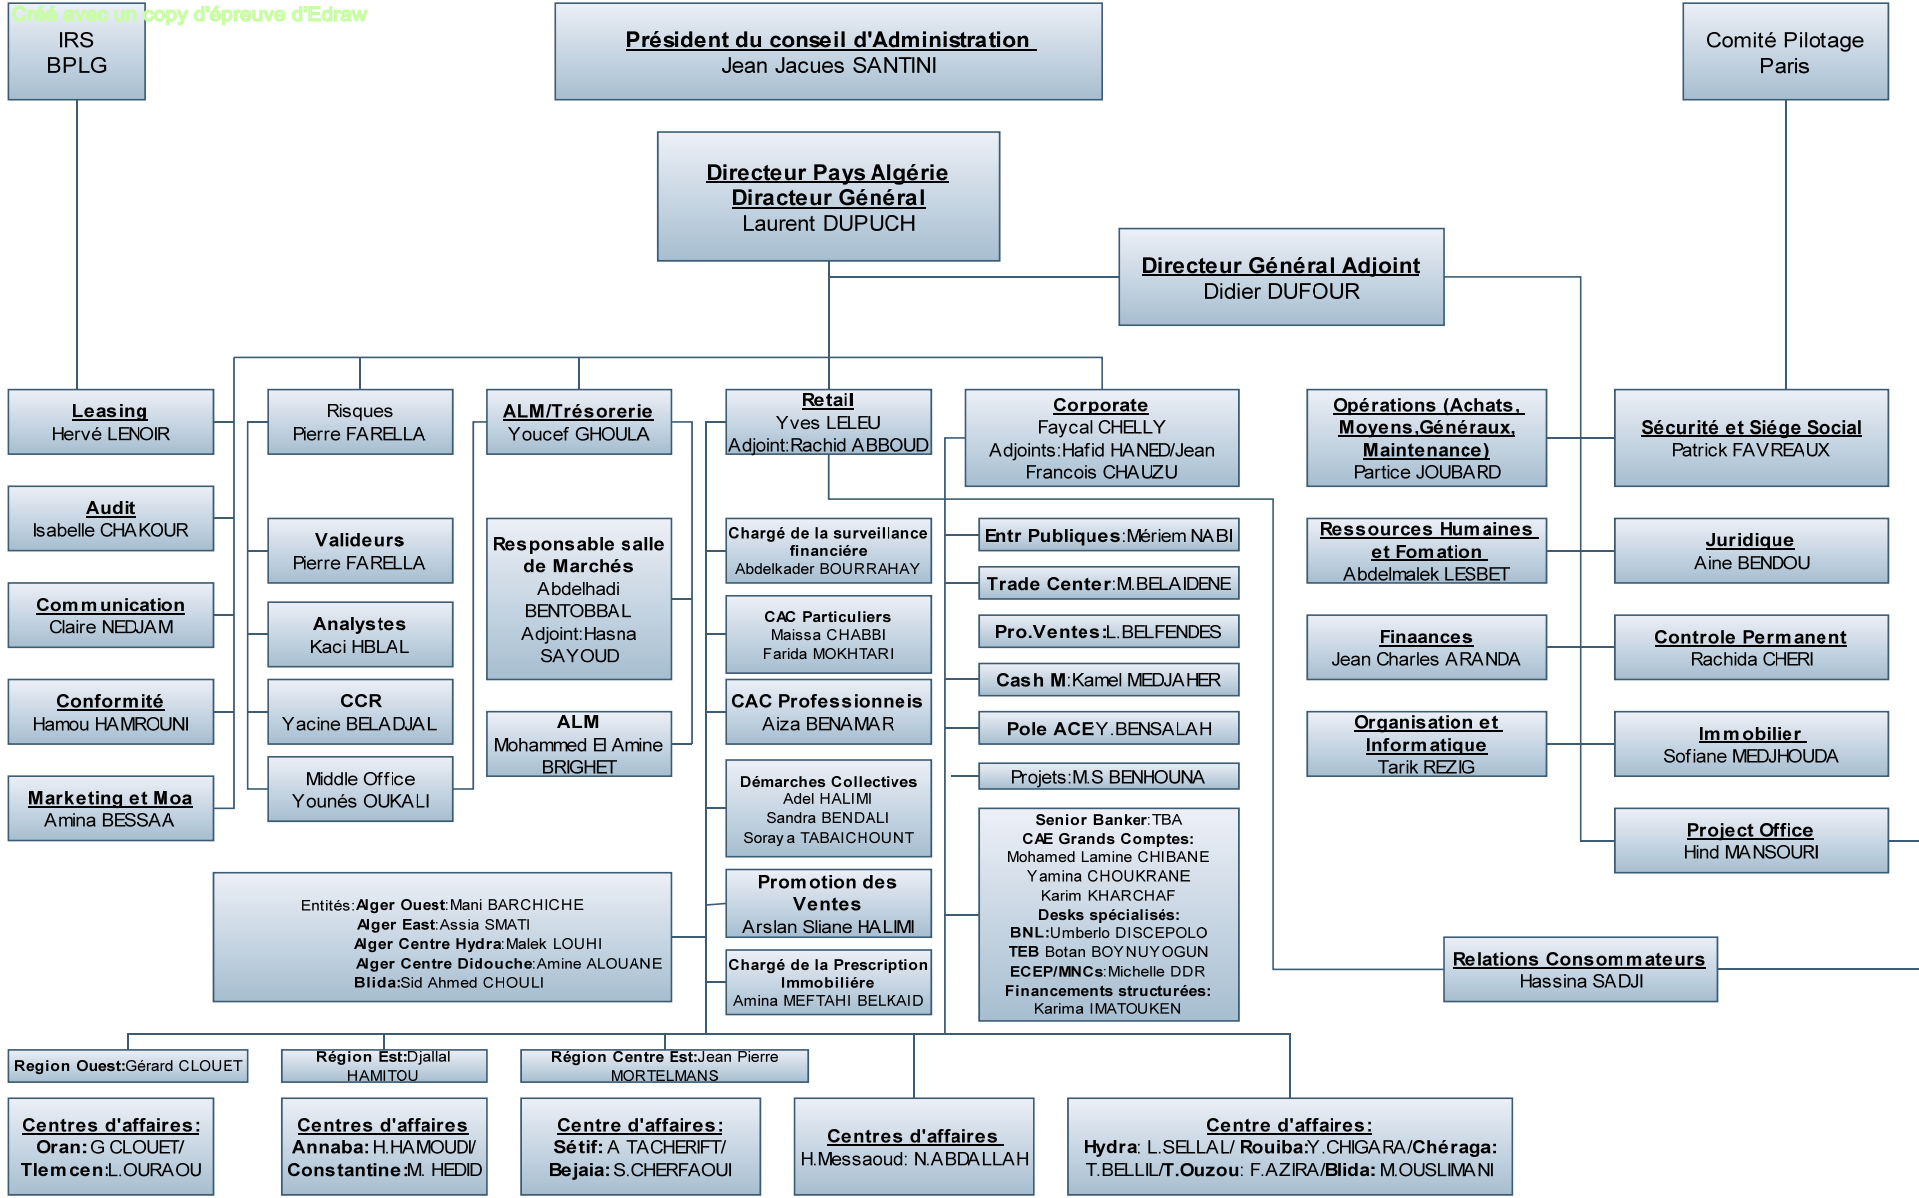 Créé avec un copy d'épreuve d'Edraw
IRS
BPLG
Président du conseil d'Administration
Jean Jacues SANTINI
Comité Pilotage
Paris
Directeur Pays Algérie
Diracteur Général
Laurent DUPUCH
Directeur Général Adjoint
Didier DUFOUR
Leasing
Hervé LENOIR
Risques
Pierre FARELLA
ALM/Trésorerie
Youcef GHOULA
Retail
Yves LELEU
Adjoint:Rachid ABBOUD
Corporate
Faycal CHELLY
Adjoints:Hafid HANED/Jean
Francois CHAUZU
Opérations (Achats,
Moyens,Généraux,
Maintenance)
Partice JOUBARD
Sécurité et Siége Social
Patrick FAVREAUX
Audit
Isabelle CHAKOUR
Communication
Claire NEDJAM
Conformité
Hamou HAMROUNI
Marketing et Moa
Amina BESSAA
Valideurs
Pierre FARELLA
Analystes
Kaci HBLAL
CCR
Yacine BELADJAL
Middle Office
Younés OUKALI
Responsable salle
de Marchés
Abdelhadi
BENTOBBAL
Adjoint:Hasna
SAYOUD
ALM
Mohammed El Amine
BRIGHET
Chargé de la surveillance
financiére
Abdelkader BOURRAHAY
CAC Particuliers
Maissa CHABBI
Farida MOKHTARI
CAC Professionneis
Aiza BENAMAR
Démarches Collectives
Adel HALIMI
Sandra BENDALI
Soraya TABAICHOUNT
Promotion des
Ventes
Arslan Sliane HALIMI
Chargé de la Prescription
Immobiliére
Amina MEFTAHI BELKAID
Entr Publiques:Mériem NABI
Trade Center:M.BELAIDENE
Pro.Ventes:L.BELFENDES
Cash M:Kamel MEDJAHER
Pole ACEY.BENSALAH
Projets:M.S BENHOUNA
Senior Banker:TBA
CAE Grands Comptes:
Mohamed Lamine CHIBANE
Yamina CHOUKRANE
Karim KHARCHAF
Desks spécialisés:
BNL:Umberlo DISCEPOLO
TEB Botan BOYNUYOGUN
ECEP/MNCs:Michelle DDR
Financements structurées:
Karima IMATOUKEN
Ressources Humaines
et Fomation
Abdelmalek LESBET
Juridique
Aine BENDOU
Finaances
Jean Charles ARANDA
Controle Permanent
Rachida CHERI
Organisation et
Informatique
Tarik REZIG
Immobilier
Sofiane MEDJHOUDA
Project Office
Hind MANSOURI
Relations Consommateurs
Hassina SADJI
Entités:Alger Ouest:Mani BARCHICHE
Alger East:Assia SMATI
Alger Centre Hydra:Malek LOUHI
Alger Centre Didouche:Amine ALOUANE
Blida:Sid Ahmed CHOULI
Region Ouest:Gérard CLOUET
Région Est:Djallal
HAMITOU
Région Centre Est:Jean Pierre
MORTELMANS
Centres d'affaires:
Oran: G CLOUET/
Tlemcen:L.OURAOU
Centres d'affaires
Annaba: H.HAMOUDI/
Constantine:M. HEDID
Centre d'affaires:
Sétif: A TACHERIFT/
Bejaia: S.CHERFAOUI
Centres d'affaires
H.Messaoud: N.ABDALLAH
Centre d'affaires:
Hydra: L.SELLAL/ Rouiba:Y.CHIGARA/Chéraga:
T.BELLIL/T.Ouzou: F.AZIRA/Blida: M.OUSLIMANI